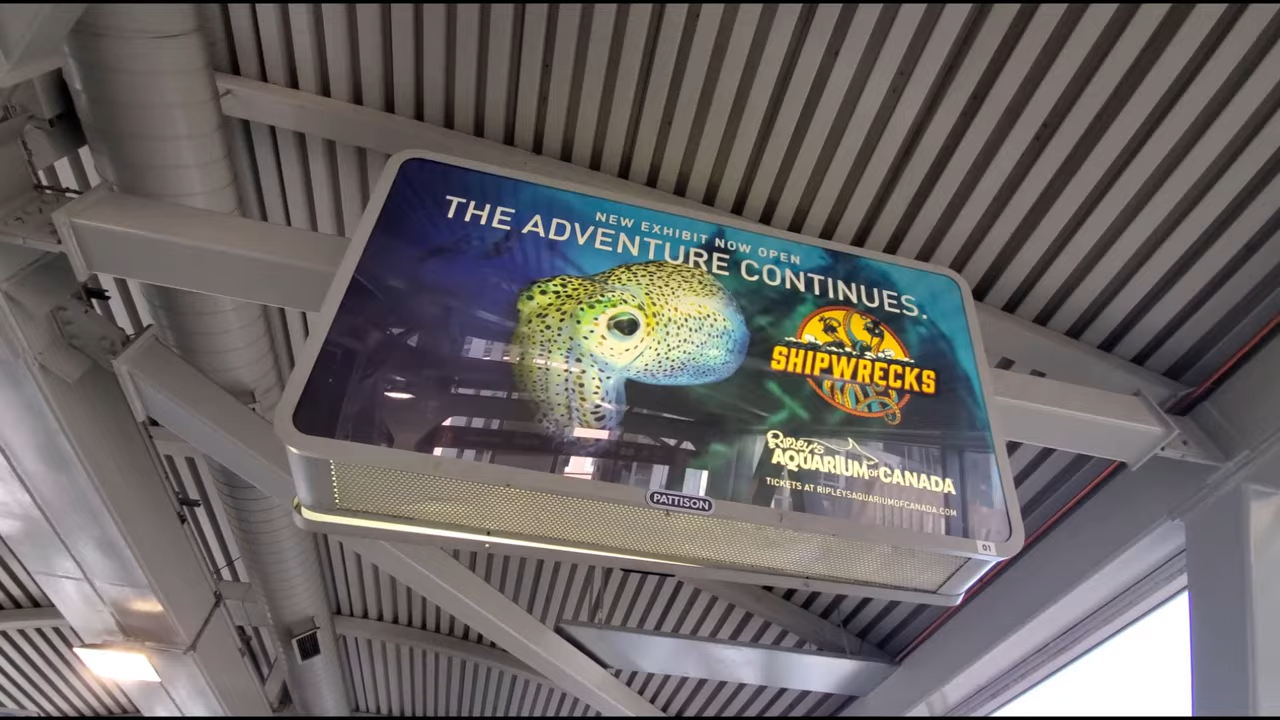 NEW EXHIBIT NOW OPEN
THE ADVENTURE CONTINUES.
SHIPWRECKS
RIPLEY'S
AQUARIUM OF CANADA
TICKETS AT RIPLEYSAQUARIUMOFCANADA.COM
PATTISON
01